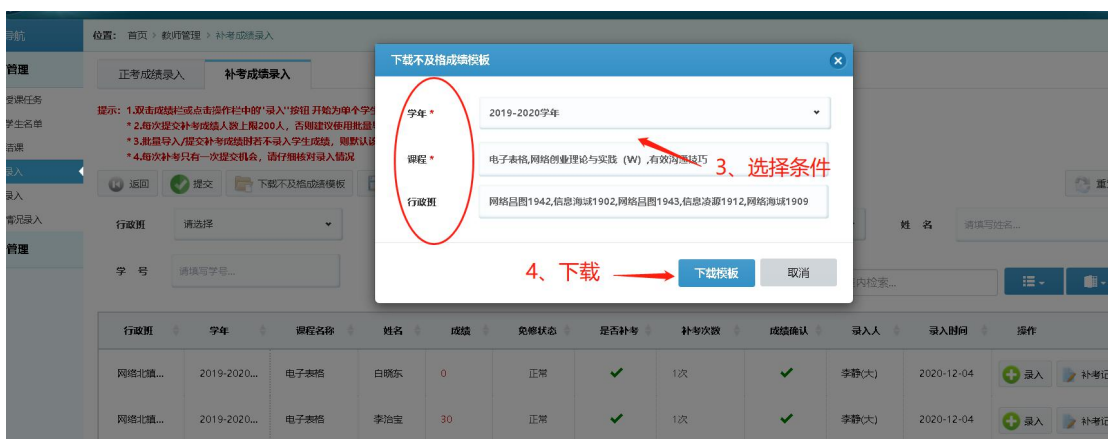 导航
位置： 首页 > 教师管理 > 补考成绩录入
管理
授课任务
学生名单
录入
录入
情况录入
管理
正考成绩录入
补考成绩录入
提示： 1.双击成绩栏或点击操作栏中的"录入"按钮 开始为单个学生
* 2.每次提交补考成绩人数上限200人，否则建议使用批量导
* 3.批量导入/提交补考成绩时若不录入学生成绩，则默认该
* 4.每次补考只有一次提交机会，请仔细核对录入情况
返回
提交
下载不及格成绩模板
重
行政班
请选择
姓 名
请填写姓名...
学 号
请填写学号...
内检索...
下载不及格成绩模板
学年 *
2019-2020学年
课程 *
电子表格,网络创业理论与实践（W）,有效沟通技巧
3、选择条件
行政班
网络昌图1942,信息海城1902,网络昌图1943,信息凌源1912,网络海城1909
4、下载
下载模板
取消
行政班 学年 课程名称 姓名 成绩 免修状态 是否补考 补考次数 成绩确认 录入人 录入时间 操作
网络北镇... 2019-2020... 电子表格 白晓东 0 正常 1次 李静(大) 2020-12-04 录入 补考记
网络北镇... 2019-2020... 电子表格 李治宝 30 正常 1次 李静(大) 2020-12-04 录入 补考记